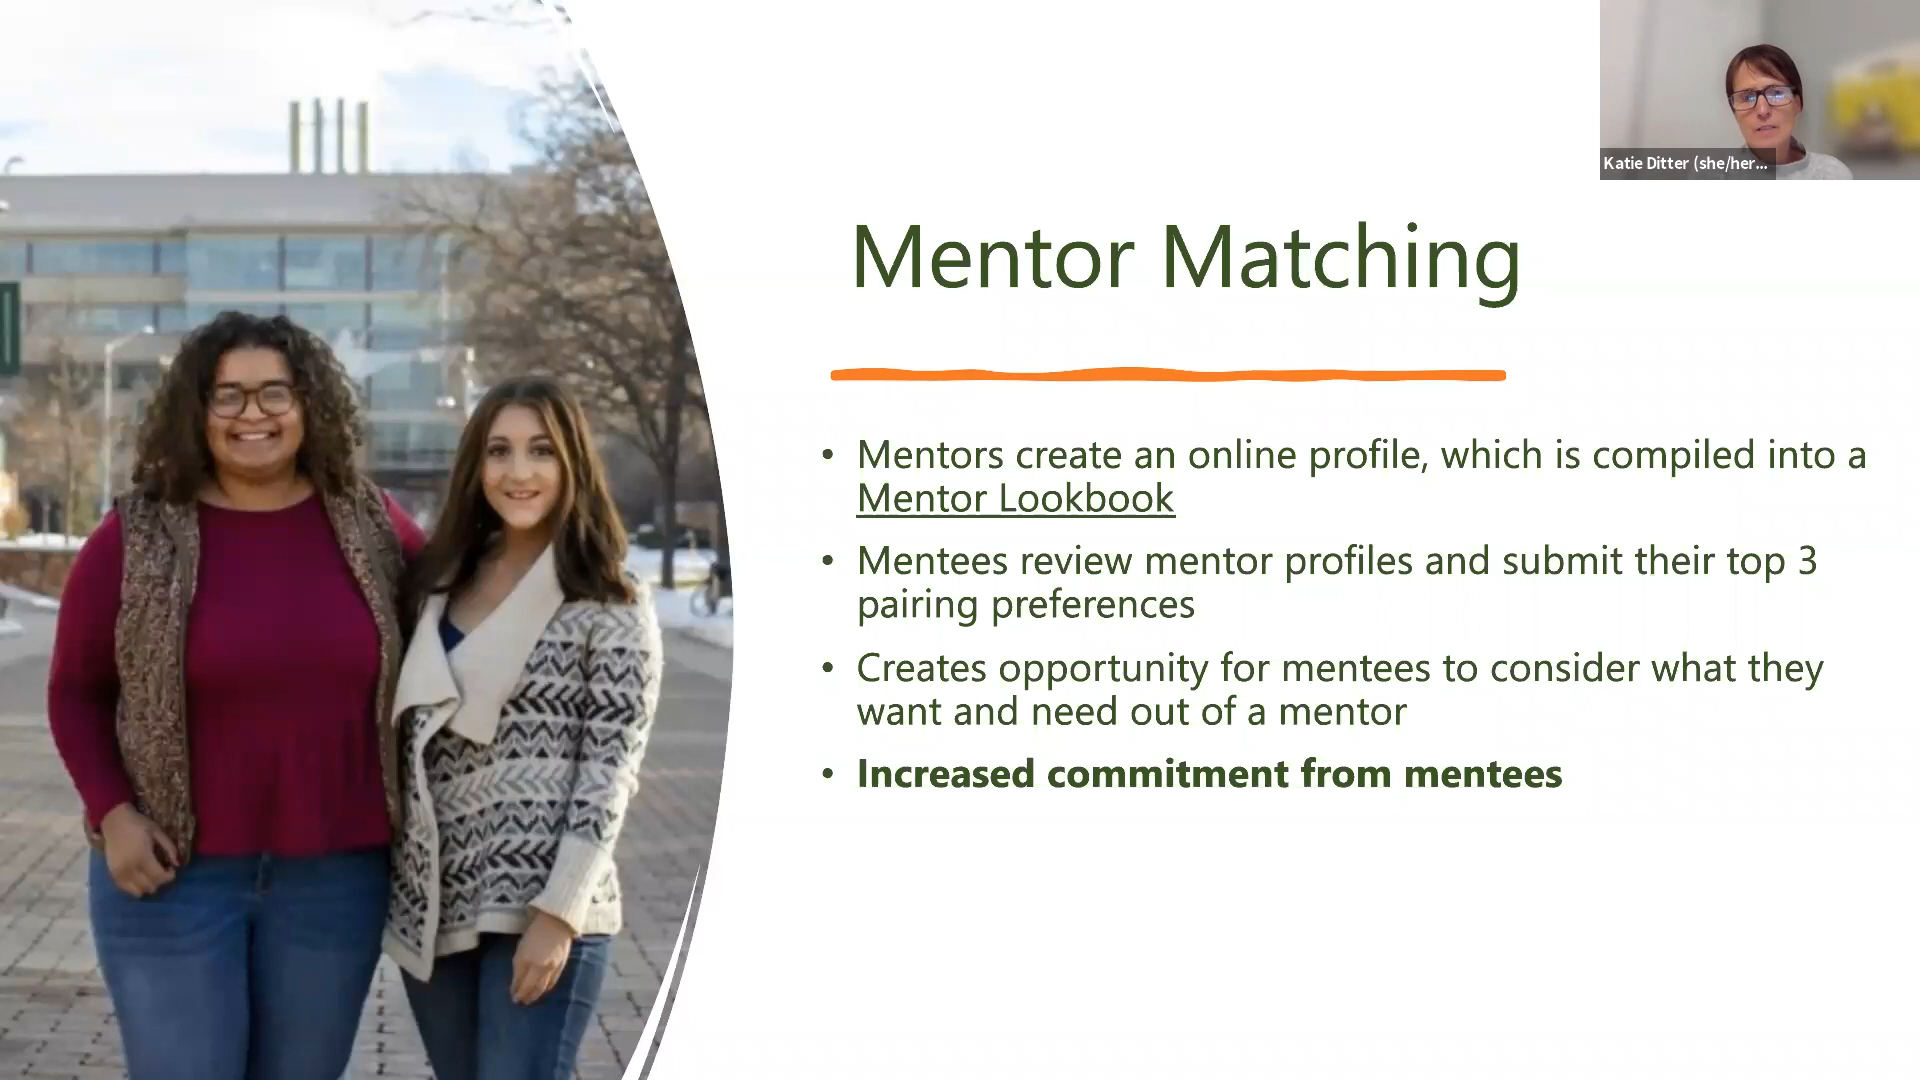 Katie Ditter (she/her...
Mentor Matching
• Mentors create an online profile, which is compiled into a
Mentor Lookbook
• Mentees review mentor profiles and submit their top 3
pairing preferences
• Creates opportunity for mentees to consider what they
want and need out of a mentor
• Increased commitment from mentees